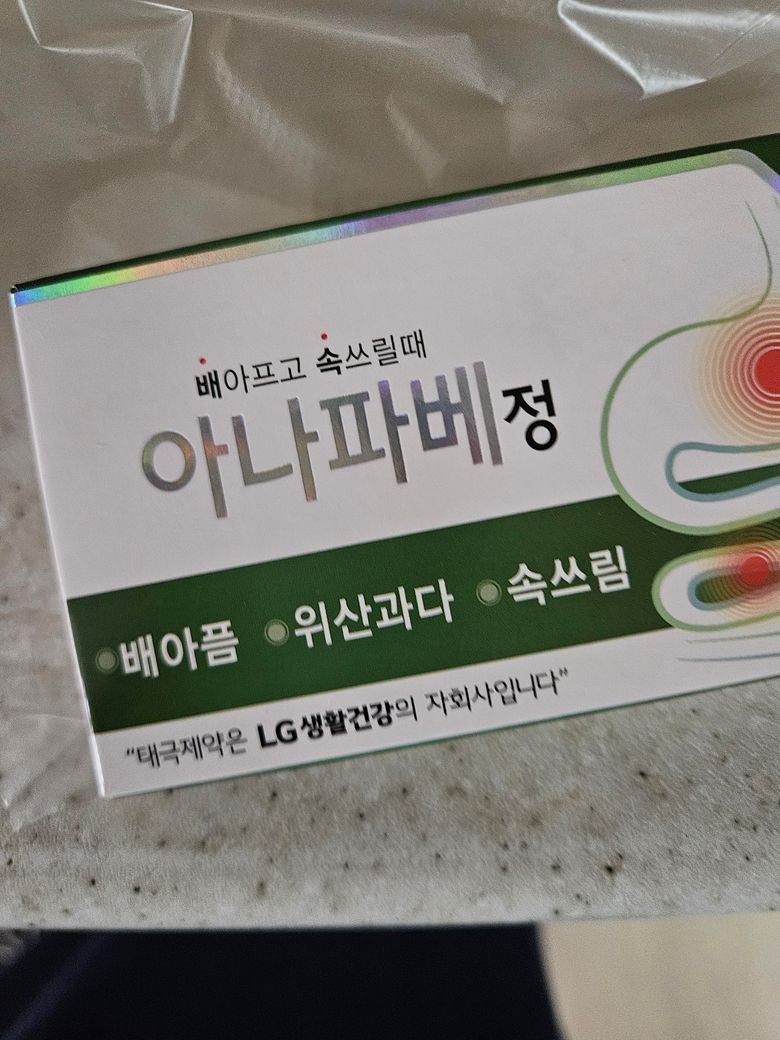 배아프고 속쓰릴때
아나파베정
배아픔 위산과다 속쓰림
"태극제약은 LG생활건강의 자회사입니다"